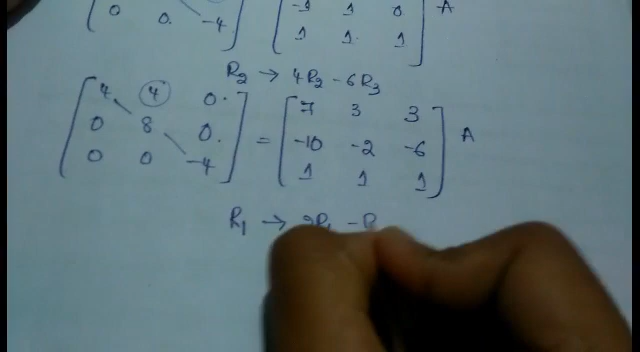 -1 1 0
0 0 -4 1 1 1 A
R2 → 4R2 - 6R3
4 4 0 7 3 3
0 8 0 = -10 -2 -6 A
0 0 -4 1 1 1
R1 → 2R1 - R